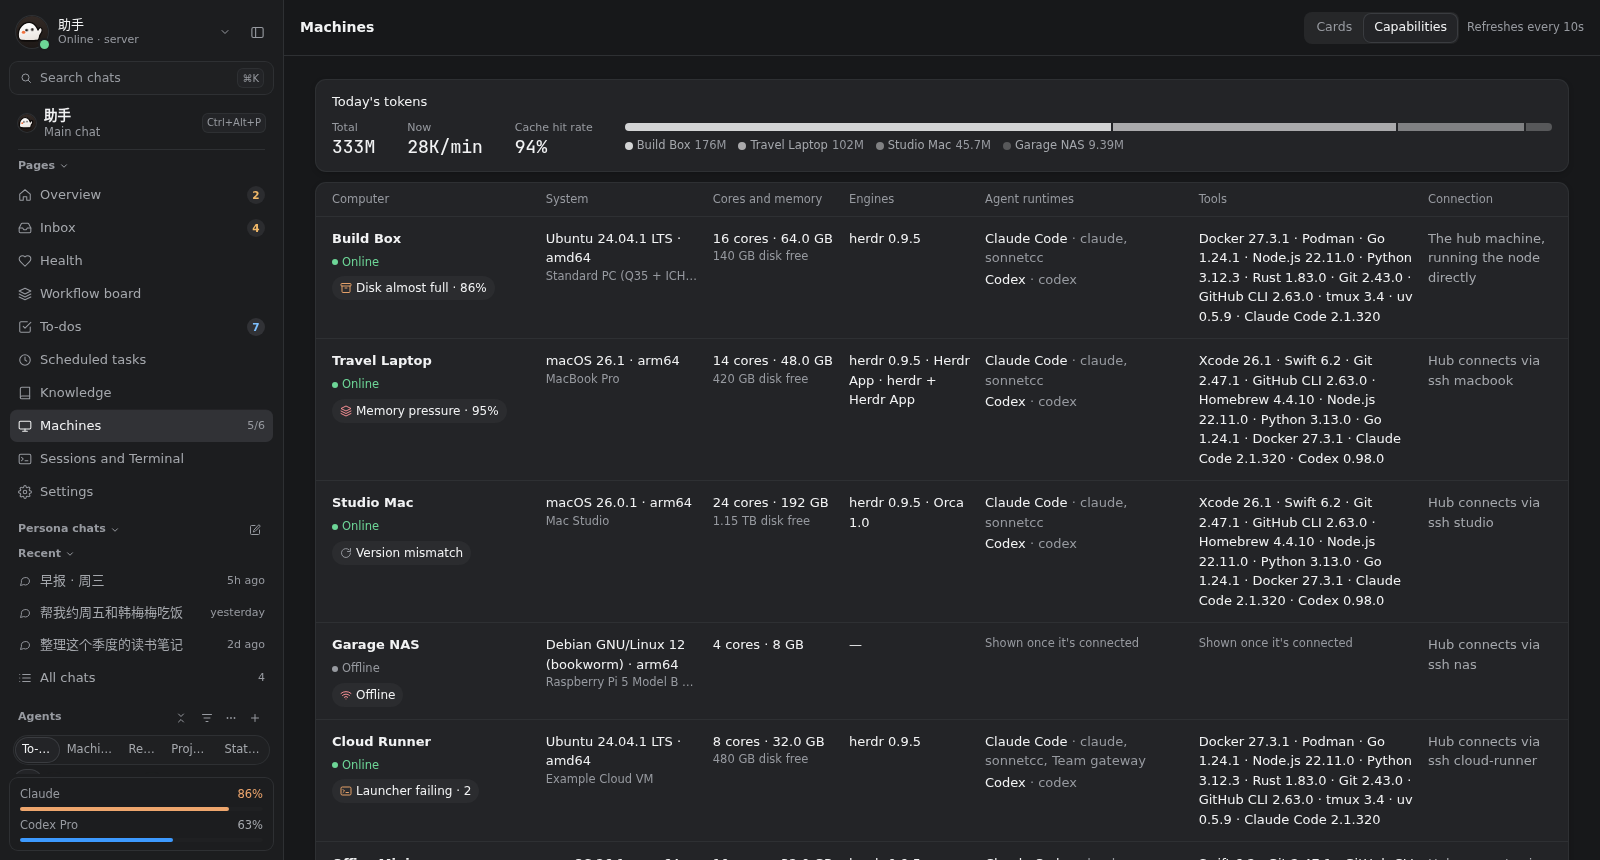 助手
Online · server
Search chats
⌘K
助手
Main chat
Ctrl+Alt+P
Pages
Overview
2
Inbox
4
Health
Workflow board
To-dos
7
Scheduled tasks
Knowledge
Machines
5/6
Sessions and Terminal
Settings
Persona chats
Recent
早报 · 周三
5h ago
帮我约周五和韩梅梅吃饭
yesterday
整理这个季度的读书笔记
2d ago
All chats
4
Agents
To-...
Machi...
Re...
Proj...
Stat...
Claude
86%
Codex Pro
63%
Machines
Cards
Capabilities
Refreshes every 10s
Today's tokens
Total
Now
Cache hit rate
333M
28K/min
94%
Build Box 176M
Travel Laptop 102M
Studio Mac 45.7M
Garage NAS 9.39M
Computer
System
Cores and memory
Engines
Agent runtimes
Tools
Connection
Build Box
Online
Disk almost full · 86%
Ubuntu 24.04.1 LTS ·
amd64
Standard PC (Q35 + ICH...
16 cores · 64.0 GB
140 GB disk free
herdr 0.9.5
Claude Code · claude,
sonnetcc
Codex · codex
Docker 27.3.1 · Podman · Go
1.24.1 · Node.js 22.11.0 · Python
3.12.3 · Rust 1.83.0 · Git 2.43.0 ·
GitHub CLI 2.63.0 · tmux 3.4 · uv
0.5.9 · Claude Code 2.1.320
The hub machine,
running the node
directly
Travel Laptop
Online
Memory pressure · 95%
macOS 26.1 · arm64
MacBook Pro
14 cores · 48.0 GB
420 GB disk free
herdr 0.9.5 · Herdr
App · herdr +
Herdr App
Claude Code · claude,
sonnetcc
Codex · codex
Xcode 26.1 · Swift 6.2 · Git
2.47.1 · GitHub CLI 2.63.0 ·
Homebrew 4.4.10 · Node.js
22.11.0 · Python 3.13.0 · Go
1.24.1 · Docker 27.3.1 · Claude
Code 2.1.320 · Codex 0.98.0
Hub connects via
ssh macbook
Studio Mac
Online
Version mismatch
macOS 26.0.1 · arm64
Mac Studio
24 cores · 192 GB
1.15 TB disk free
herdr 0.9.5 · Orca
1.0
Claude Code · claude,
sonnetcc
Codex · codex
Xcode 26.1 · Swift 6.2 · Git
2.47.1 · GitHub CLI 2.63.0 ·
Homebrew 4.4.10 · Node.js
22.11.0 · Python 3.13.0 · Go
1.24.1 · Docker 27.3.1 · Claude
Code 2.1.320 · Codex 0.98.0
Hub connects via
ssh studio
Garage NAS
Offline
Offline
Debian GNU/Linux 12
(bookworm) · arm64
Raspberry Pi 5 Model B ...
4 cores · 8 GB
—
Shown once it's connected
Shown once it's connected
Hub connects via
ssh nas
Cloud Runner
Online
Launcher failing · 2
Ubuntu 24.04.1 LTS ·
amd64
Example Cloud VM
8 cores · 32.0 GB
480 GB disk free
herdr 0.9.5
Claude Code · claude,
sonnetcc, Team gateway
Codex · codex
Docker 27.3.1 · Podman · Go
1.24.1 · Node.js 22.11.0 · Python
3.12.3 · Rust 1.83.0 · Git 2.43.0 ·
GitHub CLI 2.63.0 · tmux 3.4 · uv
0.5.9 · Claude Code 2.1.320
Hub connects via
ssh cloud-runner